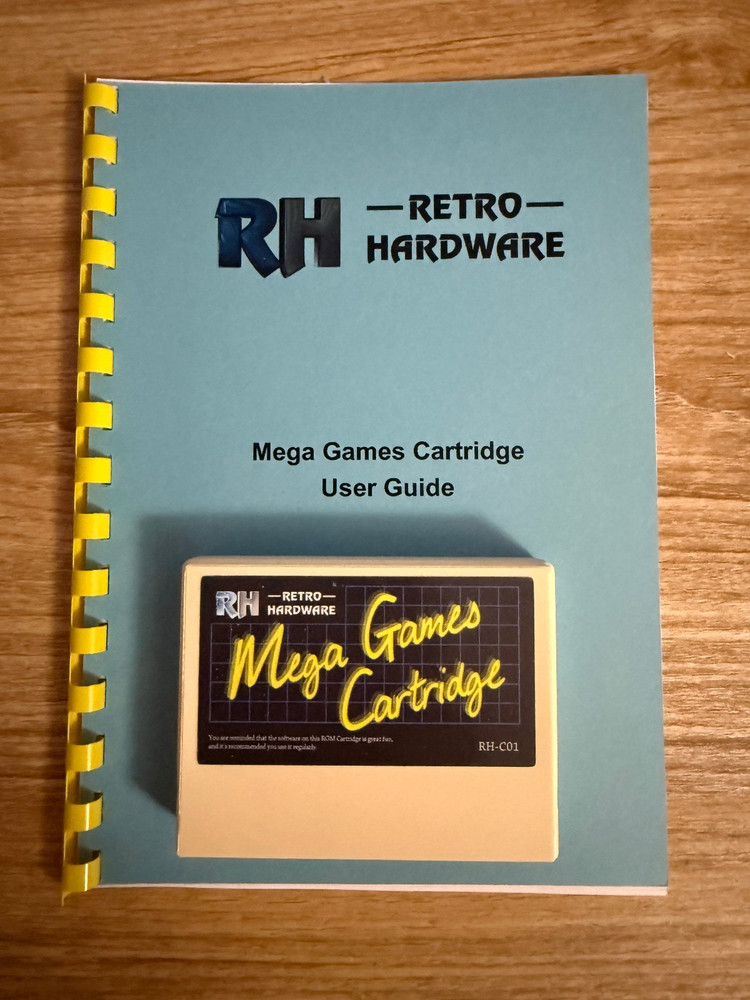 RH
RETRO
HARDWARE
Mega Games Cartridge
User Guide
RH
RETRO
HARDWARE
Mega Games
Cartridge
You are reminded that the software on this ROM Cartridge is great fun,
and it's recommended you use it regularly.
RH-C01